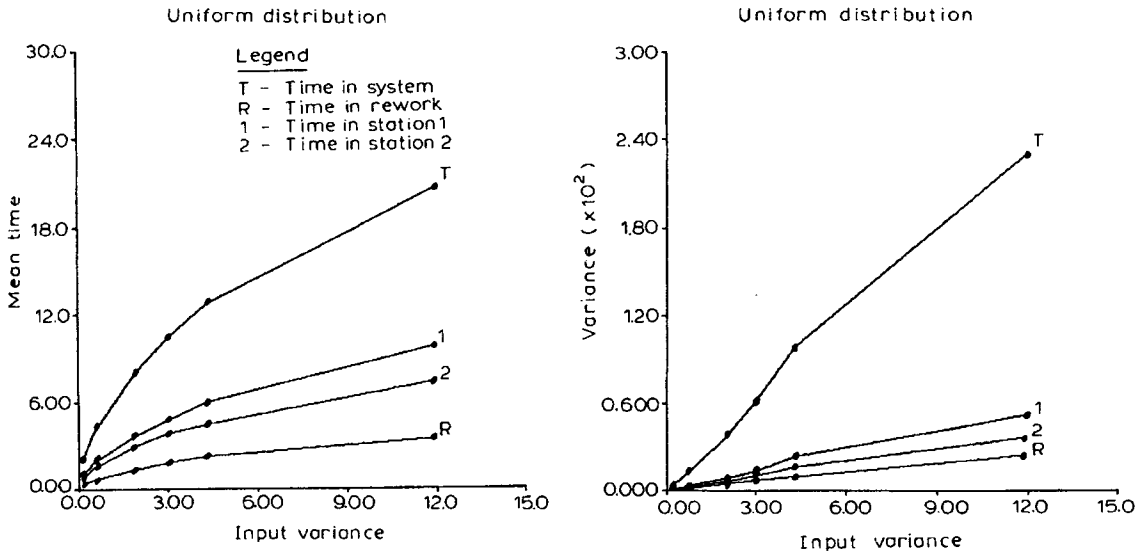 Uniform distribution
Mean time
30.0
24.0
18.0
12.0
6.00
0.00
Legend
T - Time in system
R - Time in rework
1 - Time in station 1
2 - Time in station 2
T
1
2
R
0.00 3.00 6.00 9.00 12.0 15.0
Input variance
Uniform distribution
Variance (x10²)
3.00
2.40
1.80
1.20
0.600
0.000
T
1
2
R
0.00 3.00 6.00 9.00 12.0 15.0
Input variance